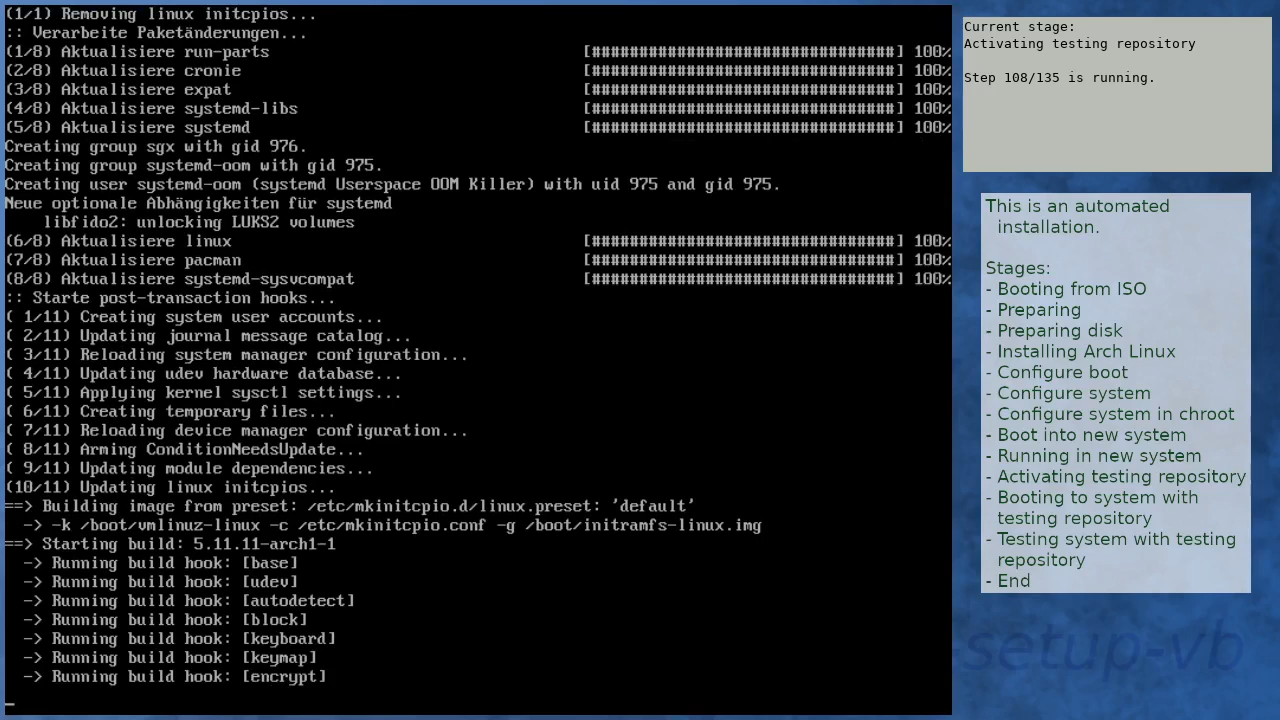 (1/1) Removing linux initcpios...
:: Verarbeite Paketänderungen...
(1/8) Aktualisiere run-parts [################################] 100%
(2/8) Aktualisiere cronie [################################] 100%
(3/8) Aktualisiere expat [################################] 100%
(4/8) Aktualisiere systemd-libs [################################] 100%
(5/8) Aktualisiere systemd [################################] 100%
Creating group sgx with gid 976.
Creating group systemd-oom with gid 975.
Creating user systemd-oom (systemd Userspace OOM Killer) with uid 975 and gid 975.
Neue optionale Abhängigkeiten für systemd
    libfido2: unlocking LUKS2 volumes
(6/8) Aktualisiere linux [################################] 100%
(7/8) Aktualisiere pacman [################################] 100%
(8/8) Aktualisiere systemd-sysvcompat [################################] 100%
:: Starte post-transaction hooks...
( 1/11) Creating system user accounts...
( 2/11) Updating journal message catalog...
( 3/11) Reloading system manager configuration...
( 4/11) Updating udev hardware database...
( 5/11) Applying kernel sysctl settings...
( 6/11) Creating temporary files...
( 7/11) Reloading device manager configuration...
( 8/11) Arming ConditionNeedsUpdate...
( 9/11) Updating module dependencies...
(10/11) Updating linux initcpios...
==> Building image from preset: /etc/mkinitcpio.d/linux.preset: 'default'
  -> -k /boot/vmlinuz-linux -c /etc/mkinitcpio.conf -g /boot/initramfs-linux.img
==> Starting build: 5.11.11-arch1-1
  -> Running build hook: [base]
  -> Running build hook: [udev]
  -> Running build hook: [autodetect]
  -> Running build hook: [block]
  -> Running build hook: [keyboard]
  -> Running build hook: [keymap]
  -> Running build hook: [encrypt]
_
Current stage:
Activating testing repository
Step 108/135 is running.
This is an automated
installation.
Stages:
- Booting from ISO
- Preparing
- Preparing disk
- Installing Arch Linux
- Configure boot
- Configure system
- Configure system in chroot
- Boot into new system
- Running in new system
- Activating testing repository
- Booting to system with
testing repository
- Testing system with testing
repository
- End
-setup-vb